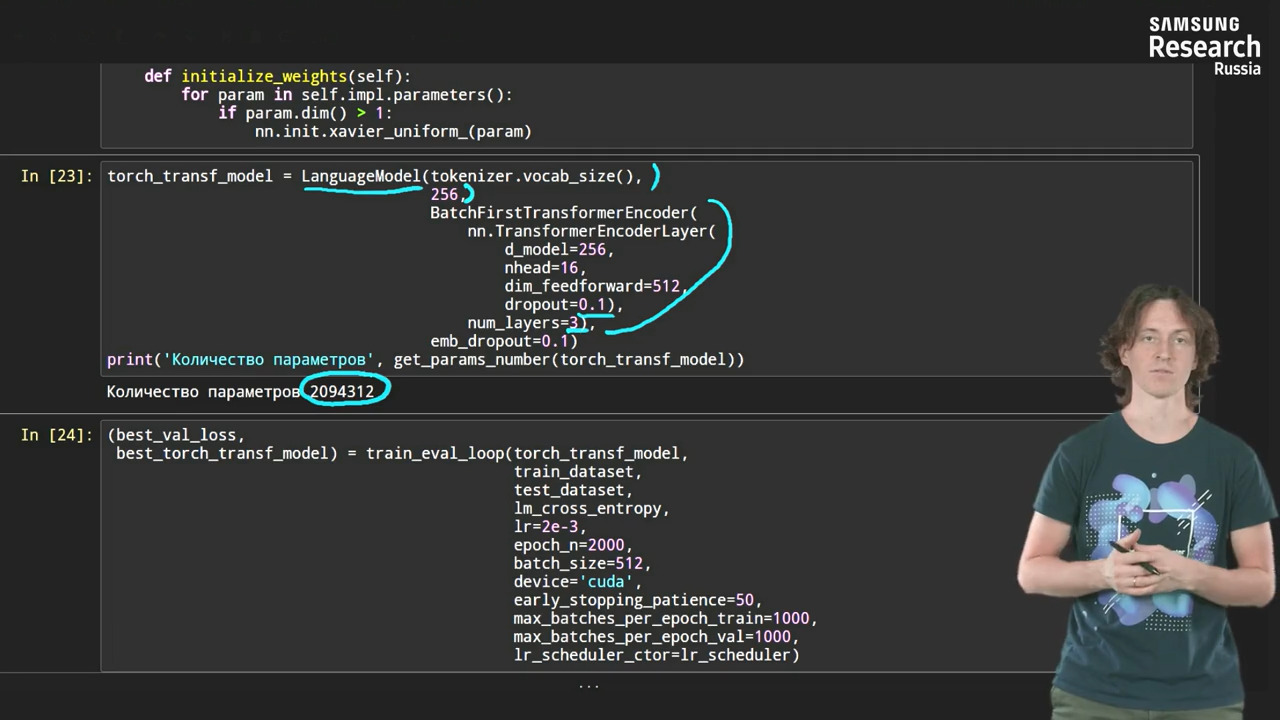 SAMSUNG
Research
Russia
def initialize_weights(self):
for param in self.impl.parameters():
if param.dim() > 1:
nn.init.xavier_uniform_(param)
In [23]: torch_transf_model = LanguageModel(tokenizer.vocab_size(),
256,
BatchFirstTransformerEncoder(
nn.TransformerEncoderLayer(
d_model=256,
nhead=16,
dim_feedforward=512,
dropout=0.1),
num_layers=3),
emb_dropout=0.1)
print('Количество параметров', get_params_number(torch_transf_model))
Количество параметров 2094312
In [24]: (best_val_loss,
best_torch_transf_model) = train_eval_loop(torch_transf_model,
train_dataset,
test_dataset,
lm_cross_entropy,
lr=2e-3,
epoch_n=2000,
batch_size=512,
device='cuda',
early_stopping_patience=50,
max_batches_per_epoch_train=1000,
max_batches_per_epoch_val=1000,
lr_scheduler_ctor=lr_scheduler)
...